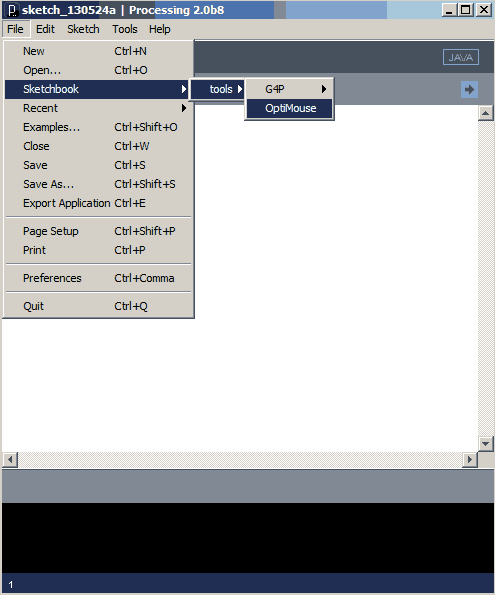 sketch_130524a | Processing 2.0b8
File Edit Sketch Tools Help
New Ctrl+N
JAVA
Open... Ctrl+O
Sketchbook tools G4P
Recent OptiMouse
Examples... Ctrl+Shift+O
Close Ctrl+W
Save Ctrl+S
Save As... Ctrl+Shift+S
Export Application Ctrl+E
Page Setup Ctrl+Shift+P
Print Ctrl+P
Preferences Ctrl+Comma
Quit Ctrl+Q
1